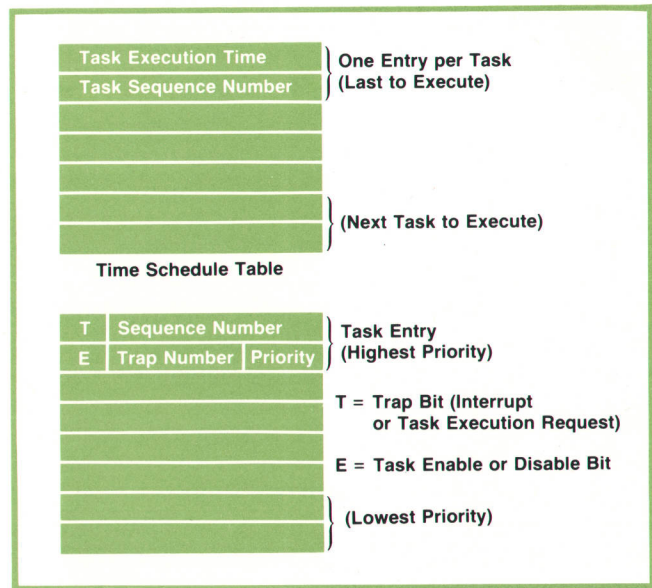 Task Execution Time
Task Sequence Number
One Entry per Task
(Last to Execute)
(Next Task to Execute)
Time Schedule Table
T Sequence Number
E Trap Number Priority
Task Entry
(Highest Priority)
T = Trap Bit (Interrupt
or Task Execution Request)
E = Task Enable or Disable Bit
(Lowest Priority)